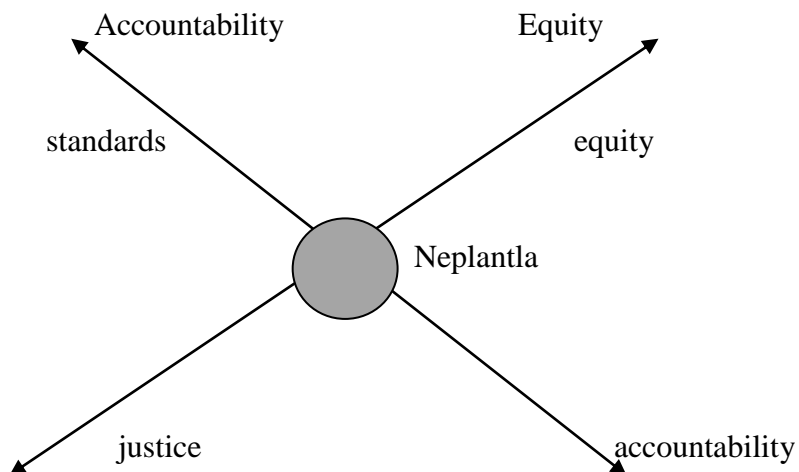 Accountability
Equity
standards
equity
Neplantla
justice
accountability